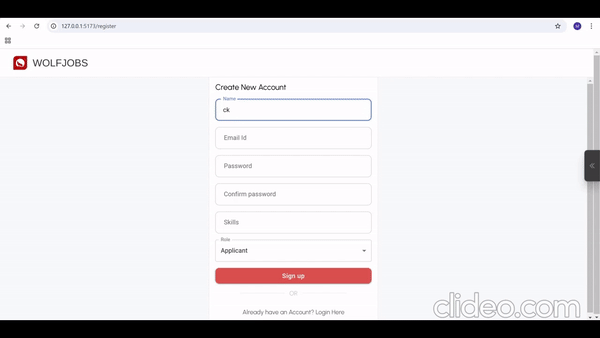 127.0.0.1:5173/register
M
WOLFJOBS
Create New Account
Name
ck
Email Id
Password
Confirm password
Skills
Role
Applicant
Sign up
OR
Already have an Account? Login Here
clideo.com